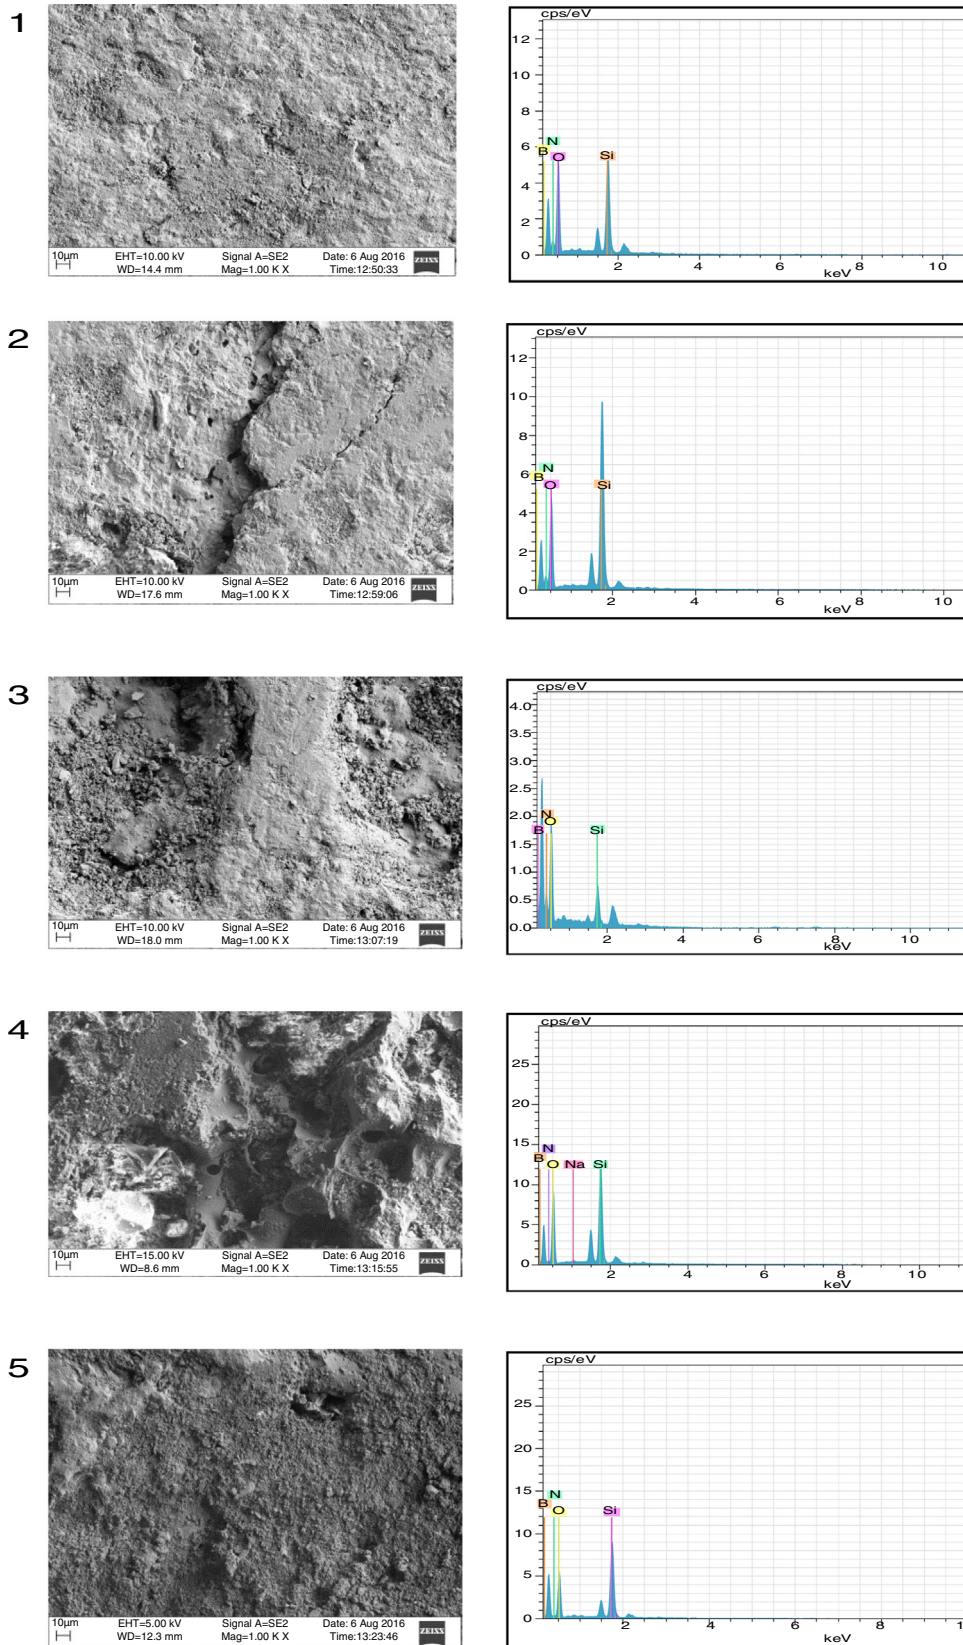 1
10µm EHT=10.00 kV Signal A=SE2 Date: 6 Aug 2016 ZEISS
WD=14.4 mm Mag=1.00 K X Time:12:50:33
cps/eV
12
10
8
6
4
2
0
B N O Si
2 4 6 8 10
keV
2
10µm EHT=10.00 kV Signal A=SE2 Date: 6 Aug 2016 ZEISS
WD=17.6 mm Mag=1.00 K X Time:12:59:06
cps/eV
12
10
8
6
4
2
0
B N O Si
2 4 6 8 10
keV
3
10µm EHT=10.00 kV Signal A=SE2 Date: 6 Aug 2016 ZEISS
WD=18.0 mm Mag=1.00 K X Time:13:07:19
cps/eV
4.0
3.5
3.0
2.5
2.0
1.5
1.0
0.5
0.0
B N O Si
2 4 6 8 10
keV
4
10µm EHT=15.00 kV Signal A=SE2 Date: 6 Aug 2016 ZEISS
WD=8.6 mm Mag=1.00 K X Time:13:15:55
cps/eV
25
20
15
10
5
0
B N O Na Si
2 4 6 8 10
keV
5
10µm EHT=5.00 kV Signal A=SE2 Date: 6 Aug 2016 ZEISS
WD=12.3 mm Mag=1.00 K X Time:13:23:46
cps/eV
25
20
15
10
5
0
B N O Si
2 4 6 8
keV